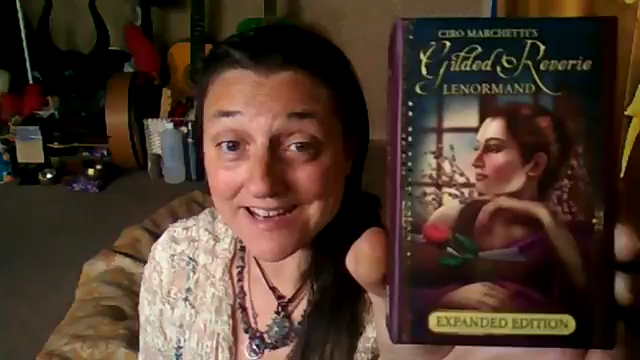 CIRO MARCHETTI'S
Gilded Reverie
LENORMAND
EXPANDED EDITION